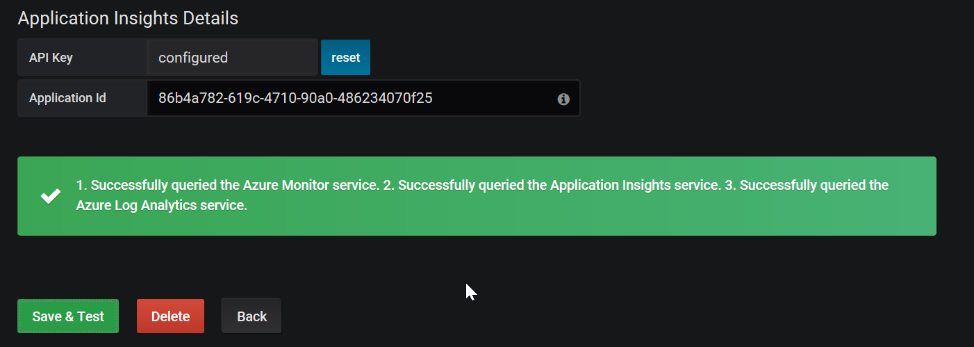 Application Insights Details
API Key configured reset
Application Id 86b4a782-619c-4710-90a0-486234070f25
1. Successfully queried the Azure Monitor service. 2. Successfully queried the Application Insights service. 3. Successfully queried the
Azure Log Analytics service.
Save & Test Delete Back